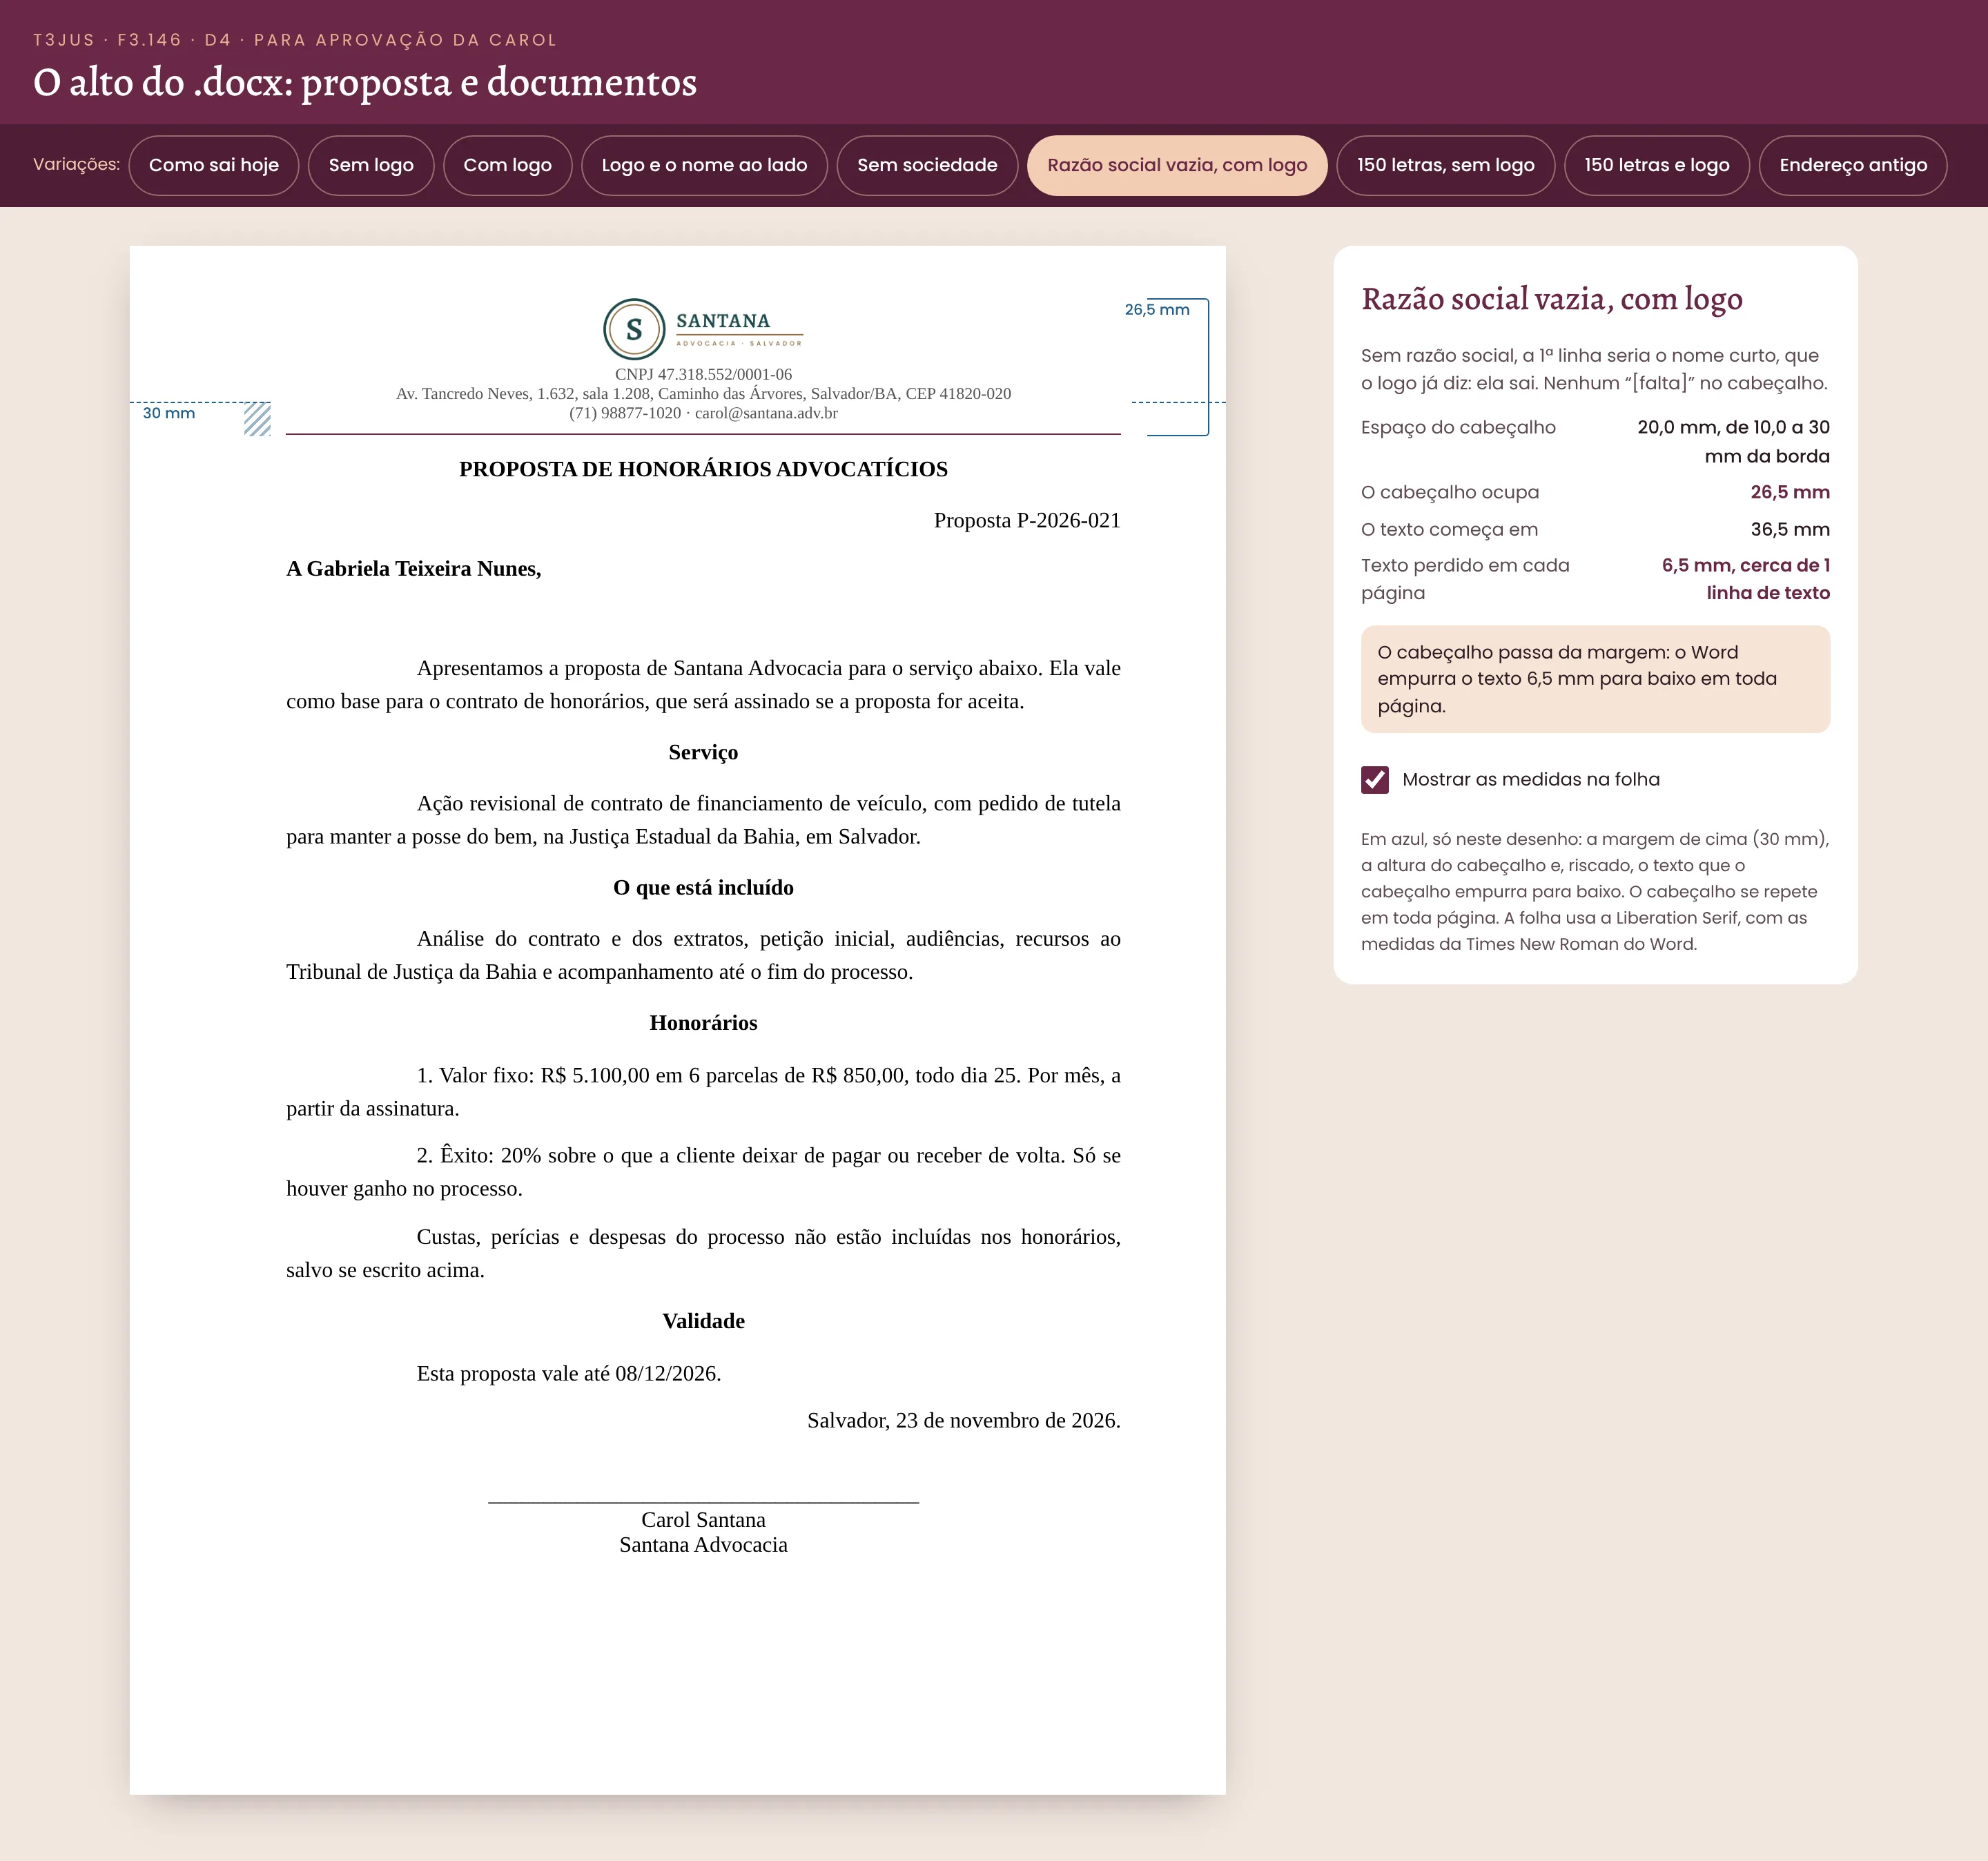 T3JUS · F3.146 · D4 · PARA APROVAÇÃO DA CAROL
O alto do .docx: proposta e documentos
Variações:
Como sai hoje
Sem logo
Com logo
Logo e o nome ao lado
Sem sociedade
Razão social vazia, com logo
150 letras, sem logo
150 letras e logo
Endereço antigo
S
SANTANA
ADVOCACIA · SALVADOR
CNPJ 47.318.552/0001-06
Av. Tancredo Neves, 1.632, sala 1.208, Caminho das Árvores, Salvador/BA, CEP 41820-020
(71) 98877-1020 · carol@santana.adv.br
26,5 mm
30 mm
PROPOSTA DE HONORÁRIOS ADVOCATÍCIOS
Proposta P-2026-021
A Gabriela Teixeira Nunes,
Apresentamos a proposta de Santana Advocacia para o serviço abaixo. Ela vale
como base para o contrato de honorários, que será assinado se a proposta for aceita.
Serviço
Ação revisional de contrato de financiamento de veículo, com pedido de tutela
para manter a posse do bem, na Justiça Estadual da Bahia, em Salvador.
O que está incluído
Análise do contrato e dos extratos, petição inicial, audiências, recursos ao
Tribunal de Justiça da Bahia e acompanhamento até o fim do processo.
Honorários
1. Valor fixo: R$ 5.100,00 em 6 parcelas de R$ 850,00, todo dia 25. Por mês, a
partir da assinatura.
2. Êxito: 20% sobre o que a cliente deixar de pagar ou receber de volta. Só se
houver ganho no processo.
Custas, perícias e despesas do processo não estão incluídas nos honorários,
salvo se escrito acima.
Validade
Esta proposta vale até 08/12/2026.
Salvador, 23 de novembro de 2026.
Carol Santana
Santana Advocacia
Razão social vazia, com logo
Sem razão social, a 1ª linha seria o nome curto, que
o logo já diz: ela sai. Nenhum “[falta]” no cabeçalho.
Espaço do cabeçalho
20,0 mm, de 10,0 a 30
mm da borda
O cabeçalho ocupa
26,5 mm
O texto começa em
36,5 mm
Texto perdido em cada
página
6,5 mm, cerca de 1
linha de texto
O cabeçalho passa da margem: o Word
empurra o texto 6,5 mm para baixo em toda
página.
Mostrar as medidas na folha
Em azul, só neste desenho: a margem de cima (30 mm),
a altura do cabeçalho e, riscado, o texto que o
cabeçalho empurra para baixo. O cabeçalho se repete
em toda página. A folha usa a Liberation Serif, com as
medidas da Times New Roman do Word.